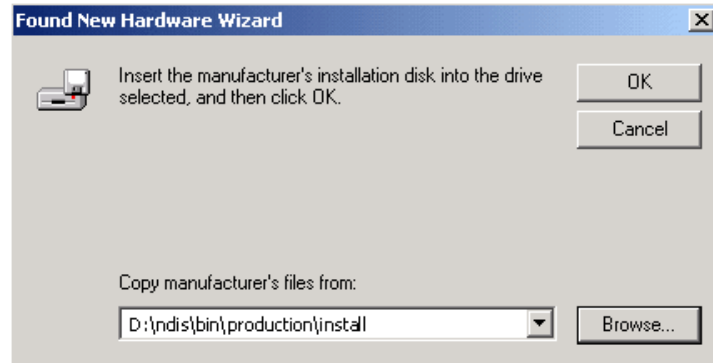 Found New Hardware Wizard
Insert the manufacturer's installation disk into the drive
selected, and then click OK.
OK
Cancel
Copy manufacturer's files from:
D:\ndis\bin\production\install
Browse...